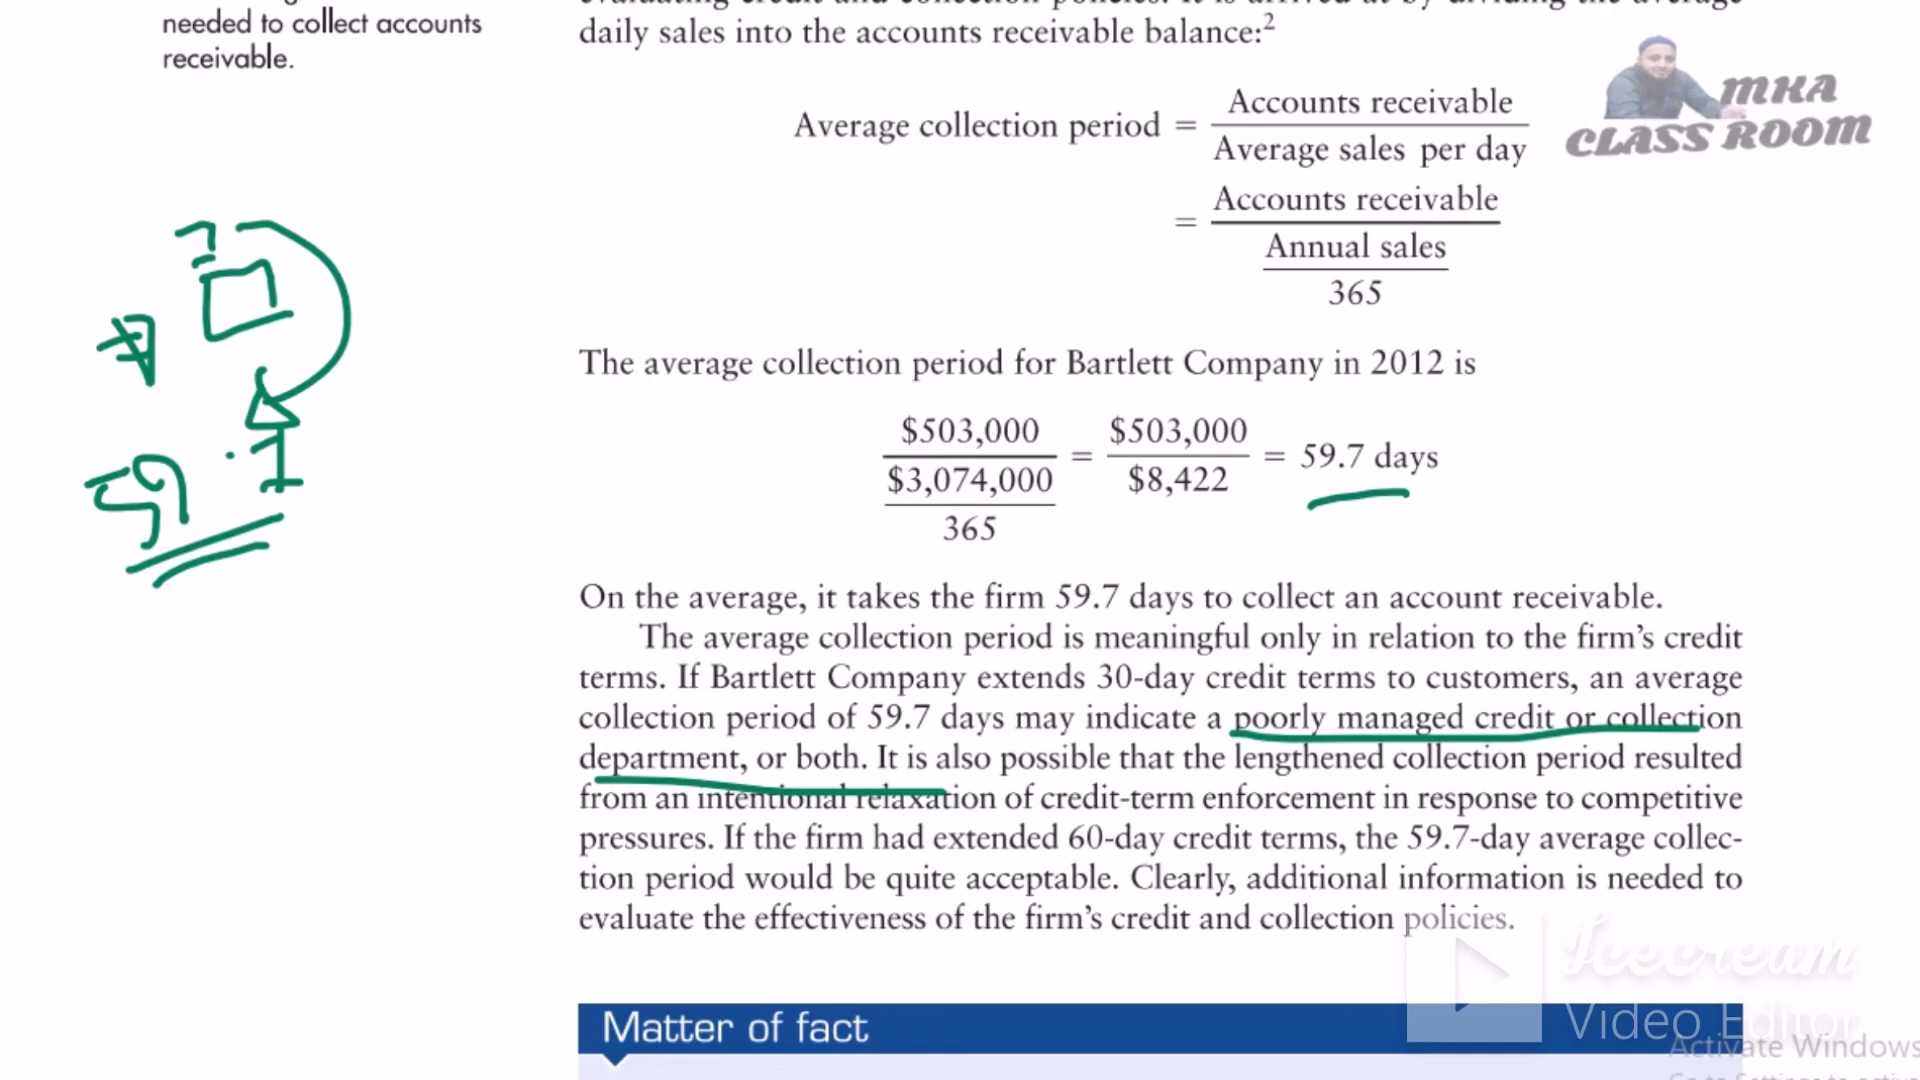 needed to collect accounts
receivable.
daily sales into the accounts receivable balance:²
Average collection period = Accounts receivable
Average sales per day
= Accounts receivable
Annual sales
365
The average collection period for Bartlett Company in 2012 is
$503,000 = $503,000 = 59.7 days
$3,074,000 $8,422
365
On the average, it takes the firm 59.7 days to collect an account receivable.
The average collection period is meaningful only in relation to the firm's credit
terms. If Bartlett Company extends 30-day credit terms to customers, an average
collection period of 59.7 days may indicate a poorly managed credit or collection
department, or both. It is also possible that the lengthened collection period resulted
from an intentional relaxation of credit-term enforcement in response to competitive
pressures. If the firm had extended 60-day credit terms, the 59.7-day average collec-
tion period would be quite acceptable. Clearly, additional information is needed to
evaluate the effectiveness of the firm's credit and collection policies.
Matter of fact
MKA
CLASS ROOM
59
Icecream
Video Editor
Activate Windows